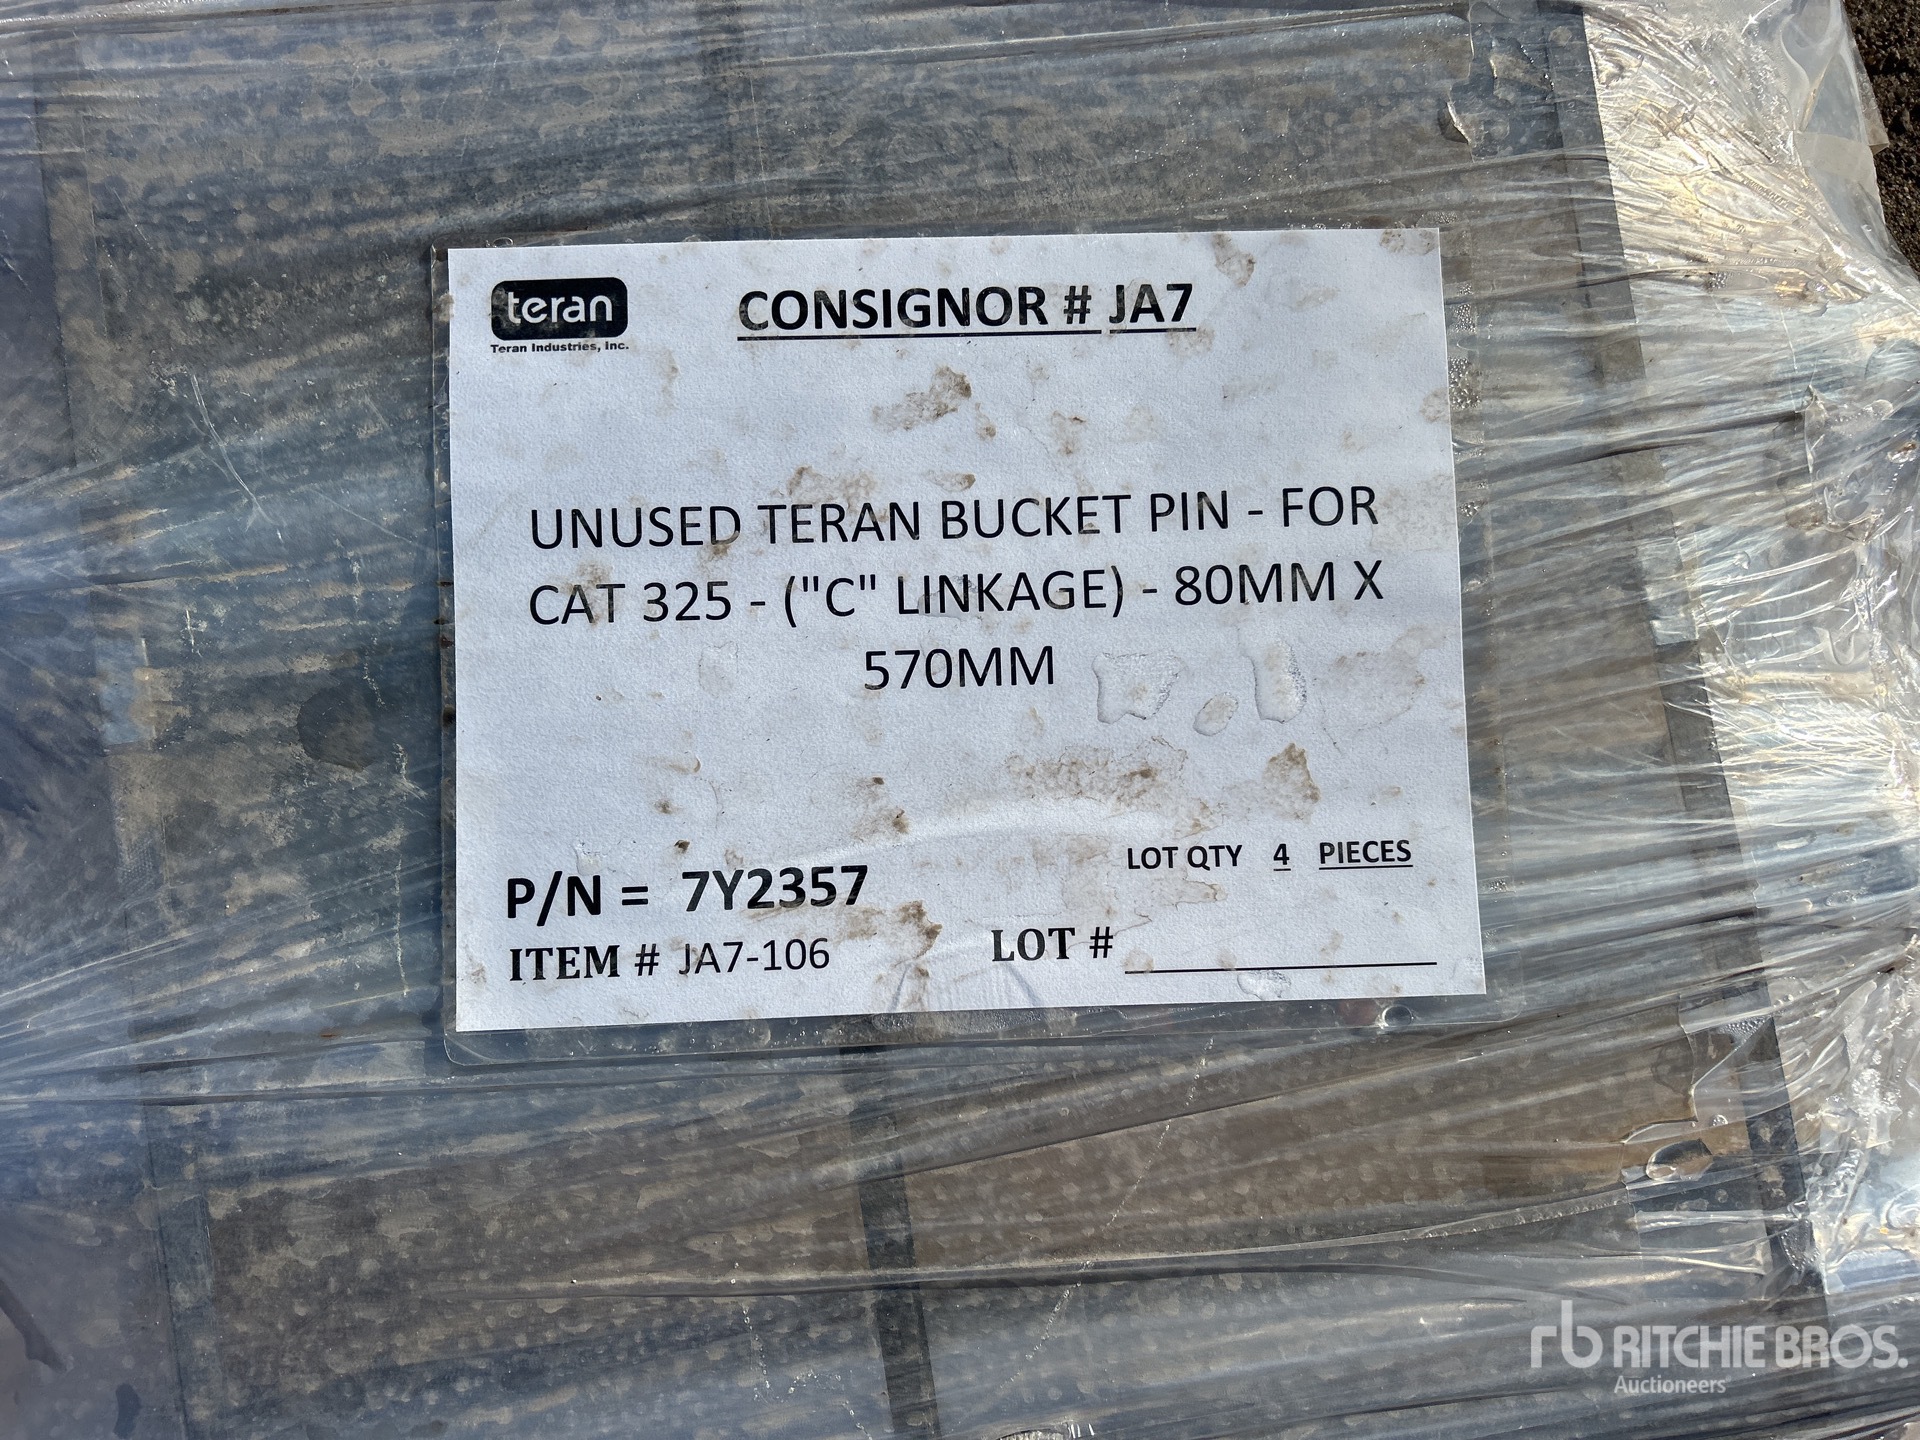 teran
Teran Industries, Inc.
CONSIGNOR # JA7
UNUSED TERAN BUCKET PIN - FOR
CAT 325 - ("C" LINKAGE) - 80MM X
570MM
LOT QTY 4 PIECES
P/N = 7Y2357
ITEM # JA7-106
LOT #
rb RITCHIE BROS.
Auctioneers